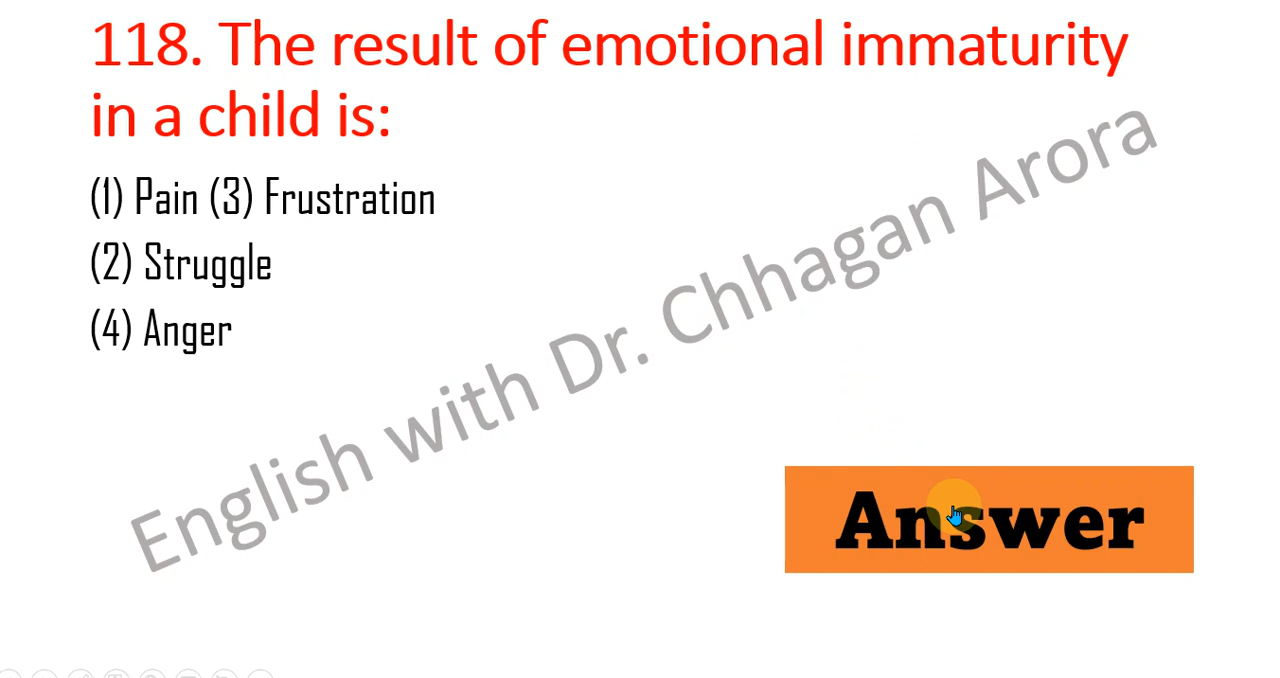 118. The result of emotional immaturity
in a child is:
(1) Pain (3) Frustration
(2) Struggle
(4) Anger
English with Dr. Chhagan Arora
Answer